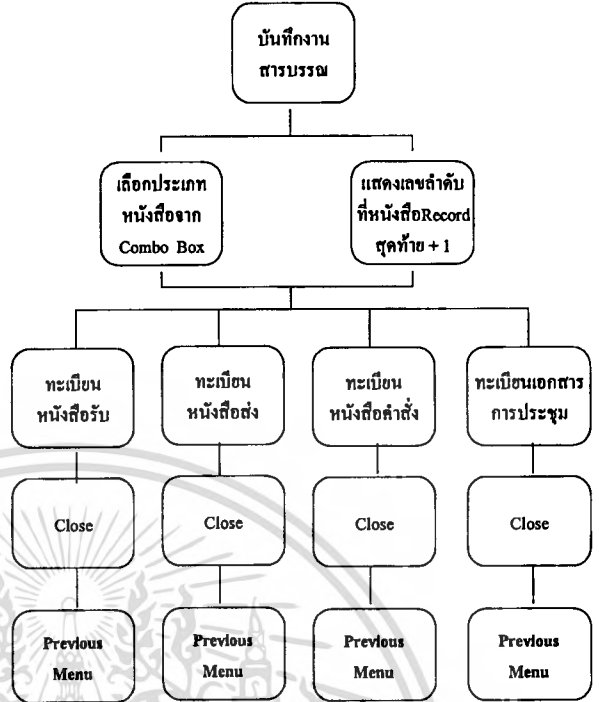 บันทึกงาน
สารบรรณ
เลือกประเภท
หนังสือจาก
Combo Box
แสดงเลขลำดับ
ที่หนังสือRecord
สุดท้าย + 1
ทะเบียน
หนังสือรับ
ทะเบียน
หนังสือส่ง
ทะเบียน
หนังสือคำสั่ง
ทะเบียนเอกสาร
การประชุม
Close
Close
Close
Close
Previous
Menu
Previous
Menu
Previous
Menu
Previous
Menu